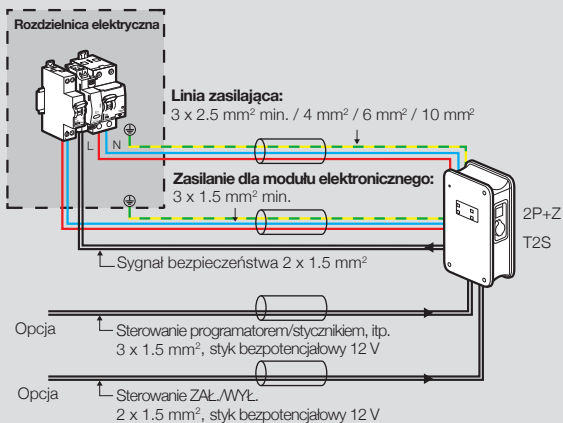 Rozdzielnica elektryczna
Linia zasilająca:
3 x 2.5 mm² min. / 4 mm² / 6 mm² / 10 mm²
L N
Zasilanie dla modułu elektronicznego:
3 x 1.5 mm² min.
2P+Z
T2S
Sygnał bezpieczeństwa 2 x 1.5 mm²
Opcja
Sterowanie programatorem/stycznikiem, itp.
3 x 1.5 mm², styk bezpotencjałowy 12 V
Opcja
Sterowanie ZAŁ./WYŁ.
2 x 1.5 mm², styk bezpotencjałowy 12 V